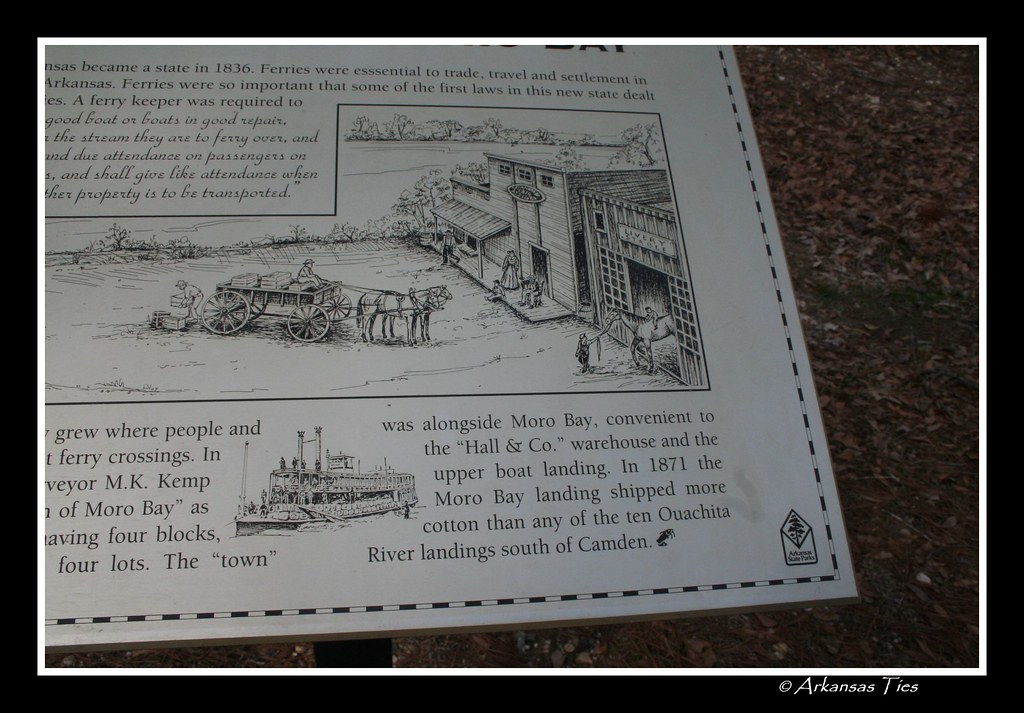 nsas became a state in 1836. Ferries were esssential to trade, travel and settlement in
Arkansas. Ferries were so important that some of the first laws in this new state dealt
ies. A ferry keeper was required to
good boat or boats in good repair,
r the stream they are to ferry over, and
and due attendance on passengers on
s, and shall give like attendance when
ther property is to be transported."
LIVERY
y grew where people and
t ferry crossings. In
rveyor M.K. Kemp
n of Moro Bay" as
aving four blocks,
four lots. The "town"
was alongside Moro Bay, convenient to
the "Hall & Co." warehouse and the
upper boat landing. In 1871 the
Moro Bay landing shipped more
cotton than any of the ten Ouachita
River landings south of Camden.
Arkansas
State Parks
© Arkansas Ties